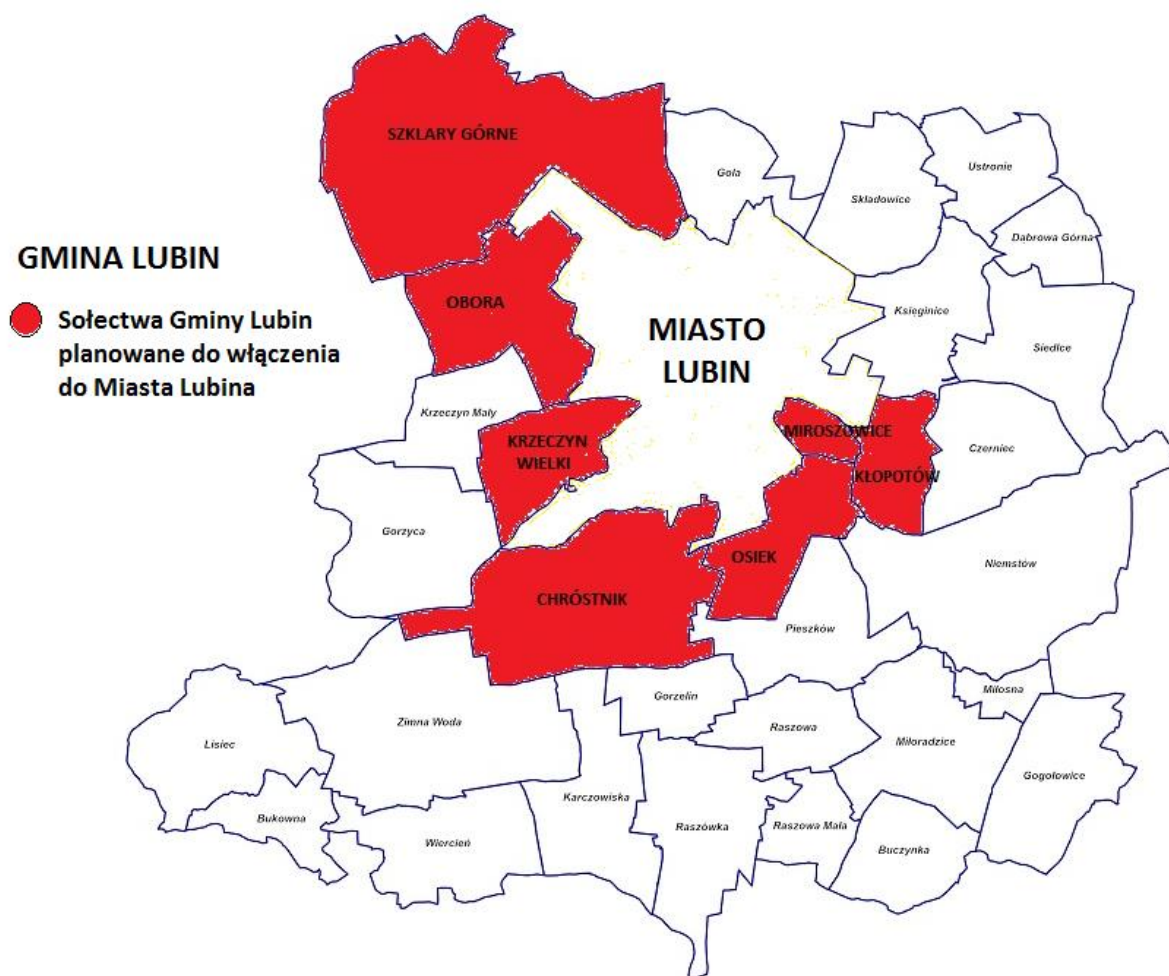 SZKLARY GÓRNE
Gola
Ustronie
Składowice
Dąbrowa Górna
GMINA LUBIN
Sołectwa Gminy Lubin
planowane do włączenia
do Miasta Lubina
OBORA
Księginice
MIASTO
LUBIN
Siedlce
Krzeczyn Mały
KRZECZYN
WIELKI
MIROSZOWICE
Czerniec
KŁOPOTÓW
Gorzyca
OSIEK
Niemstów
CHRÓSTNIK
Pieszków
Miłosna
Gorzelin
Zimna Woda
Raszowa
Miłoradzice
Lisiec
Gogołowice
Karczowiska
Bukowna
Raszówka
Raszowa Mała
Wiercień
Buczynka